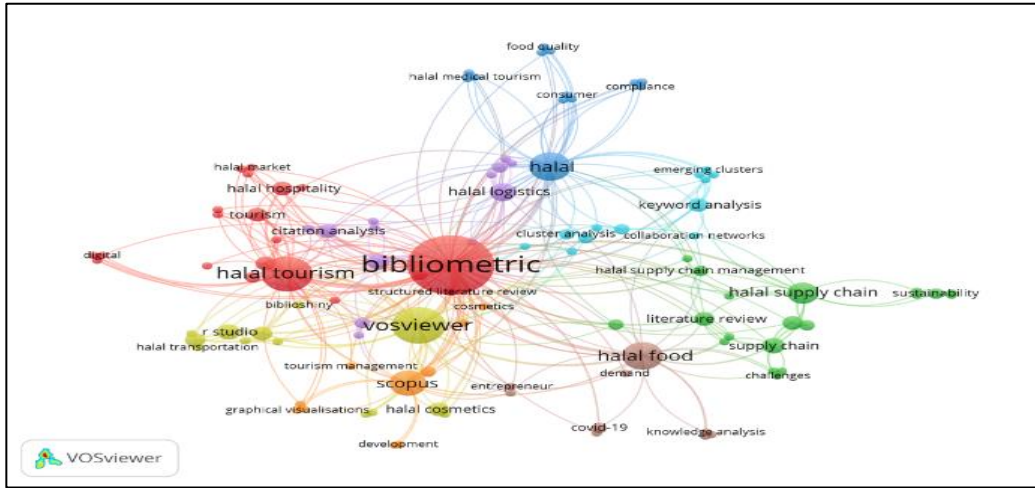 food quality
halal medical tourism
consumer
compliance
halal
halal market
emerging clusters
halal hospitality
halal logistics
keyword analysis
tourism
citation analysis
cluster analysis
collaboration networks
digital
bibliometric
halal tourism
halal supply chain management
structured literature review
halal supply chain
sustainability
biblioshiny
cosmetics
literature review
vosviewer
r studio
halal transportation
supply chain
halal food
tourism management
demand
challenges
scopus
entrepreneur
graphical visualisations
halal cosmetics
covid-19
knowledge analysis
development
VOSviewer